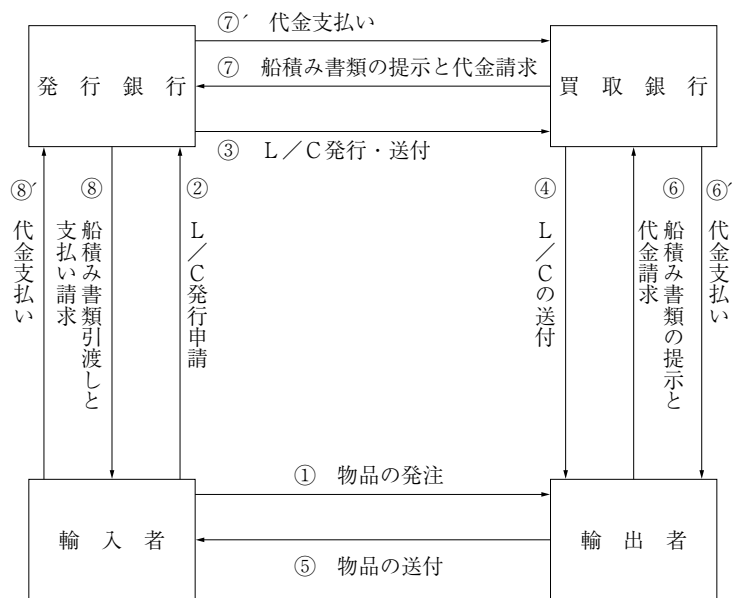 ⑦´ 代金支払い
⑦ 船積み書類の提示と代金請求
発行銀行
買取銀行
③ L/C発行・送付
⑧´ 代金支払い
⑧ 船積み書類引渡しと
支払い請求
② L/C発行申請
④ L/Cの送付
⑥ 船積み書類の提示と
代金請求
⑥´ 代金支払い
① 物品の発注
輸入者
輸出者
⑤ 物品の送付